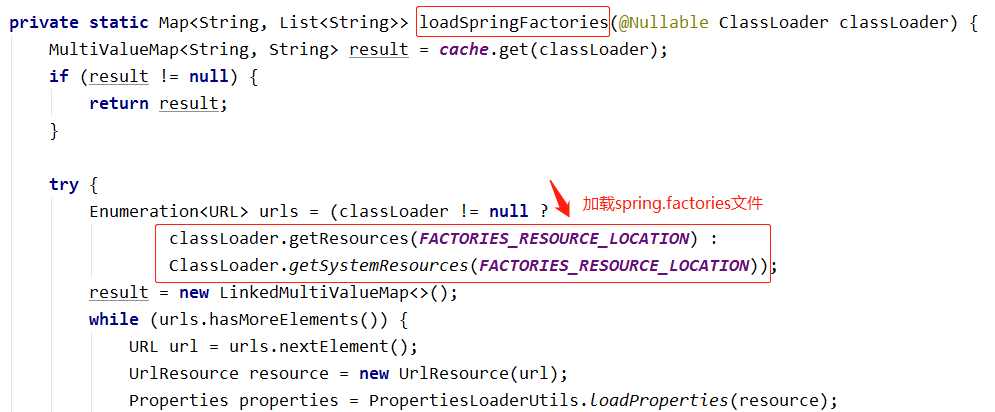 private static Map<String, List<String>> loadSpringFactories(@Nullable ClassLoader classLoader) {
MultiValueMap<String, String> result = cache.get(classLoader);
if (result != null) {
return result;
}
try {
Enumeration<URL> urls = (classLoader != null ?
加载spring.factories文件
classLoader.getResources(FACTORIES_RESOURCE_LOCATION) :
ClassLoader.getSystemResources(FACTORIES_RESOURCE_LOCATION));
result = new LinkedMultiValueMap<>();
while (urls.hasMoreElements()) {
URL url = urls.nextElement();
UrlResource resource = new UrlResource(url);
Properties properties = PropertiesLoaderUtils.loadProperties(resource);